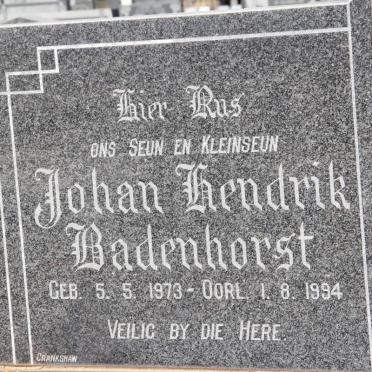 Hier Rus
ONS SEUN EN KLEINSEUN
Johan Hendrik
Badenhorst
GEB. 5. 5. 1973 - OORL. 1. 8. 1994
VEILIG BY DIE HERE.
CRANKSHAW